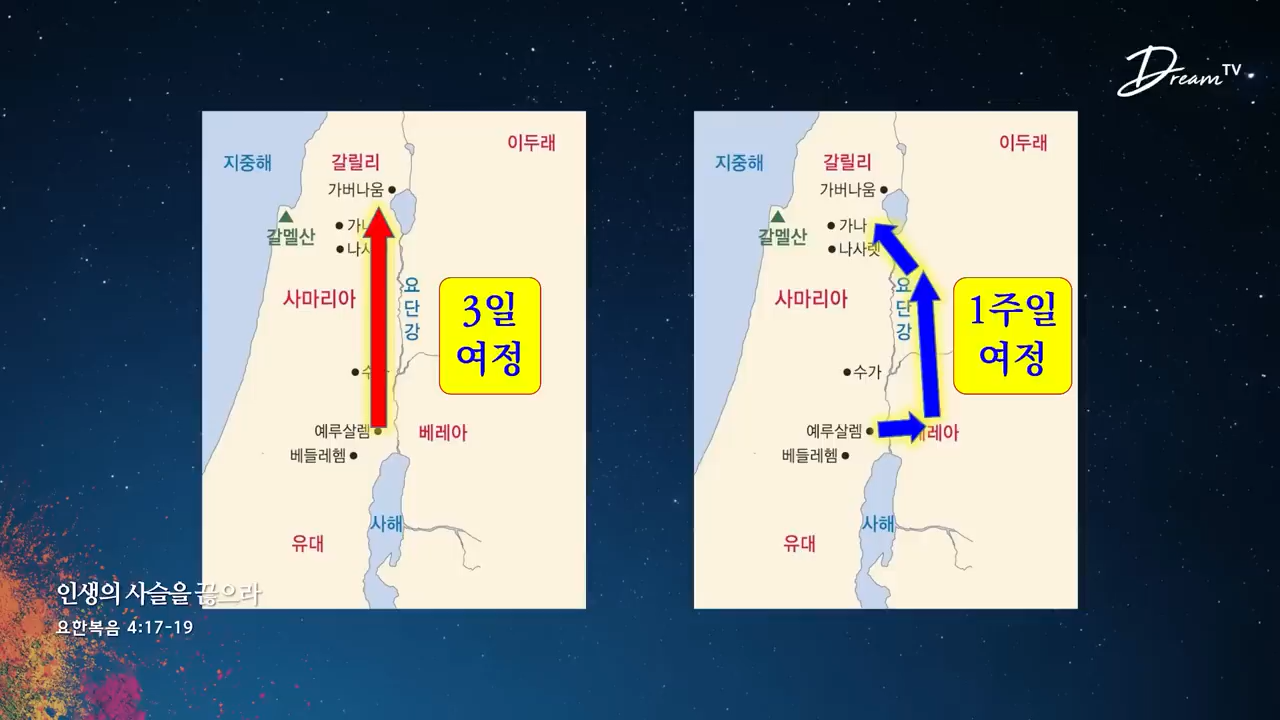 Dream TV
지중해
갈릴리
이두래
가버나움
갈멜산
사마리아
요
단
강
3일
여정
예루살렘
베레아
베들레헴
사해
유대
지중해
갈릴리
이두래
가버나움
가나
갈멜산
나사렛
사마리아
요
단
강
1주일
여정
수가
예루살렘
레아
베들레헴
사해
유대
인생의 사슬을 끊으라
요한복음 4:17-19